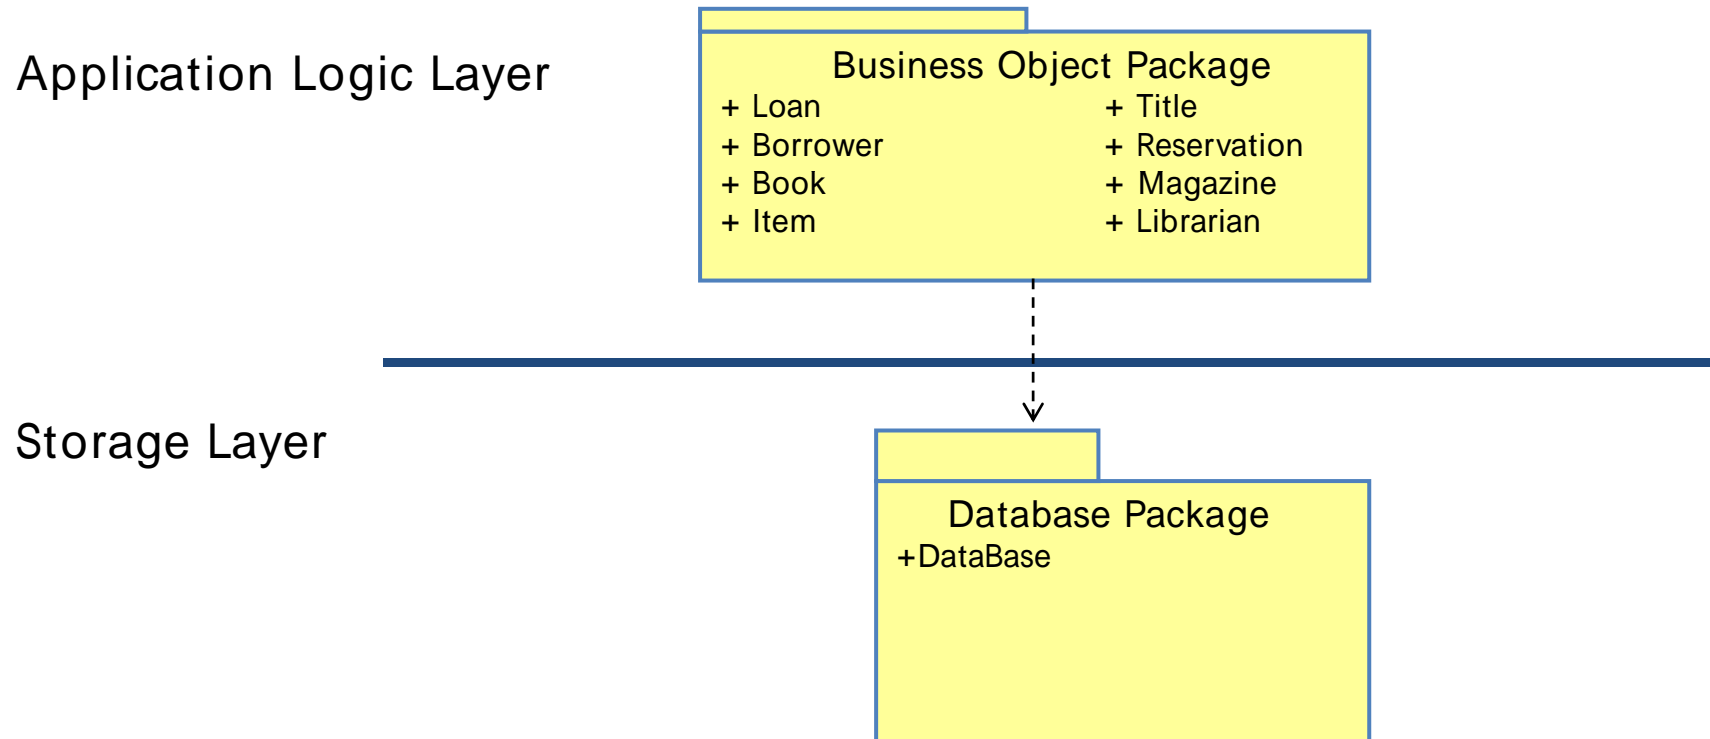 Application Logic Layer
Business Object Package
+ Loan
+ Borrower
+ Book
+ Item
+ Title
+ Reservation
+ Magazine
+ Librarian
Storage Layer
Database Package
+DataBase